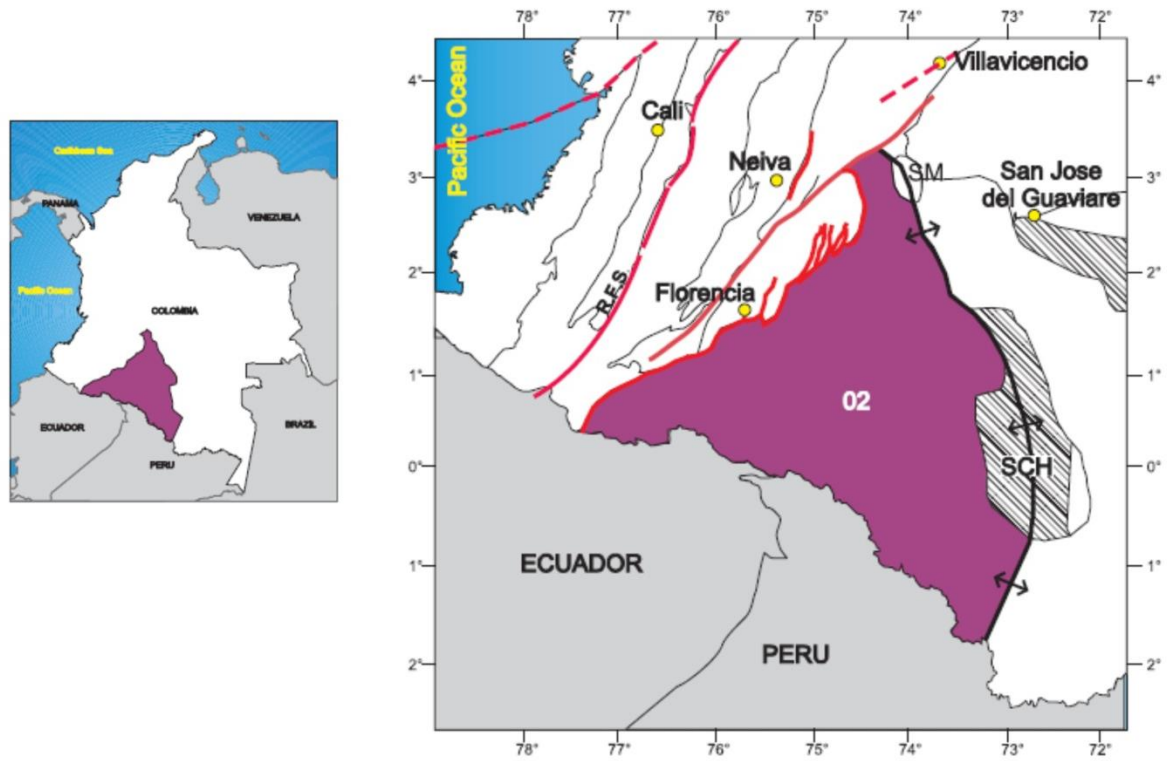 Caribbean Sea
PANAMA
VENEZUELA
Pacific Ocean
COLOMBIA
ECUADOR
BRAZIL
PERU
78° 77° 76° 75° 74° 73° 72°
Pacific Ocean
4° 4°
Villavicencio
Cali
3° 3°
Neiva
SM
San Jose
del Guaviare
2° 2°
R.F.S.
Florencia
1° 1°
02
0° 0°
SCH
1° 1°
ECUADOR
PERU
2° 2°
78° 77° 76° 75° 74° 73° 72°